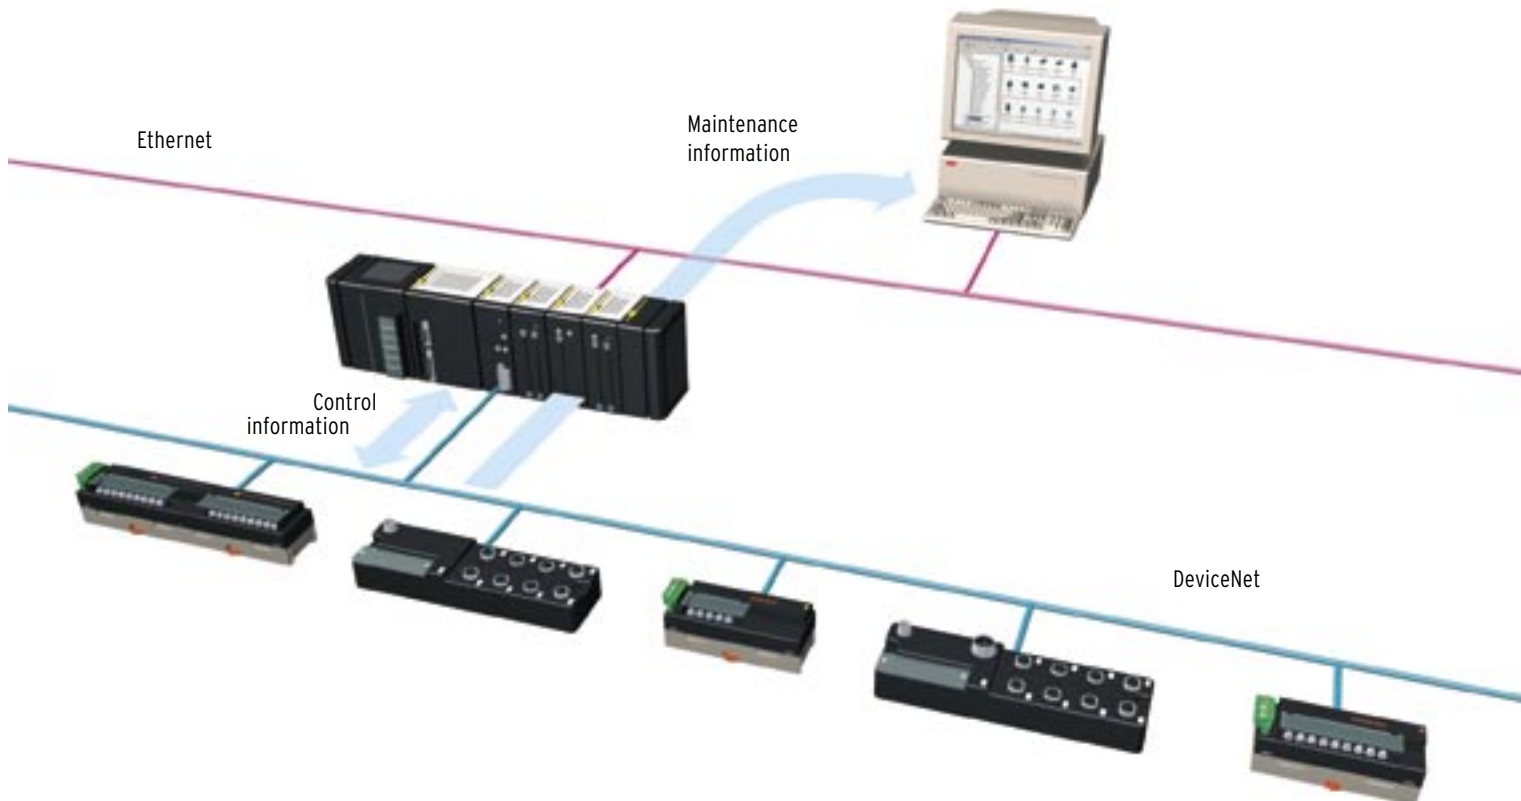 Ethernet
Maintenance
information
Control
information
DeviceNet